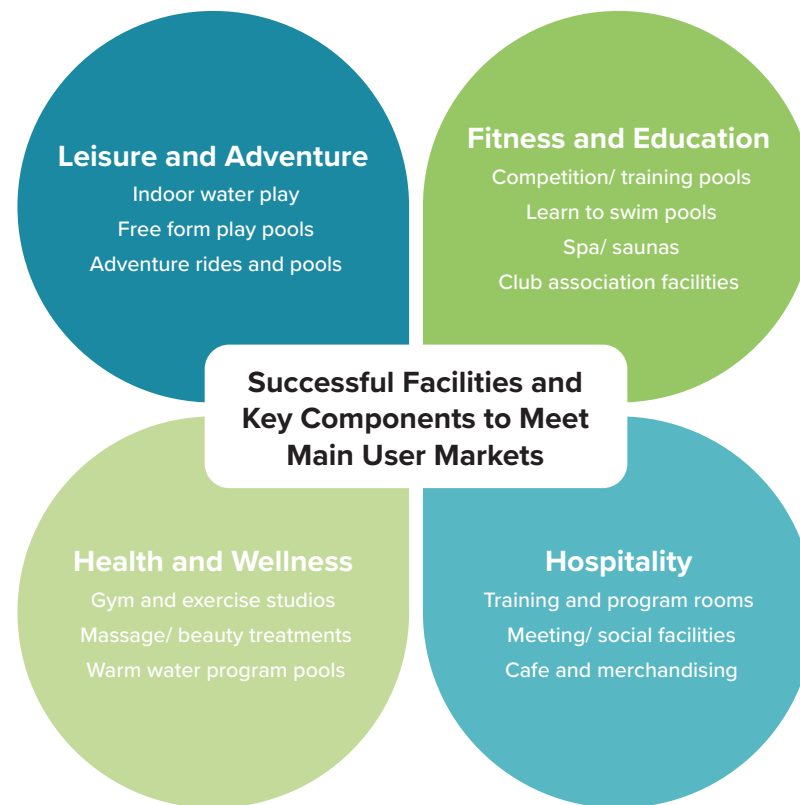 Leisure and Adventure
Indoor water play
Free form play pools
Adventure rides and pools
Fitness and Education
Competition/ training pools
Learn to swim pools
Spa/ saunas
Club association facilities
Successful Facilities and
Key Components to Meet
Main User Markets
Health and Wellness
Gym and exercise studios
Massage/ beauty treatments
Warm water program pools
Hospitality
Training and program rooms
Meeting/ social facilities
Cafe and merchandising